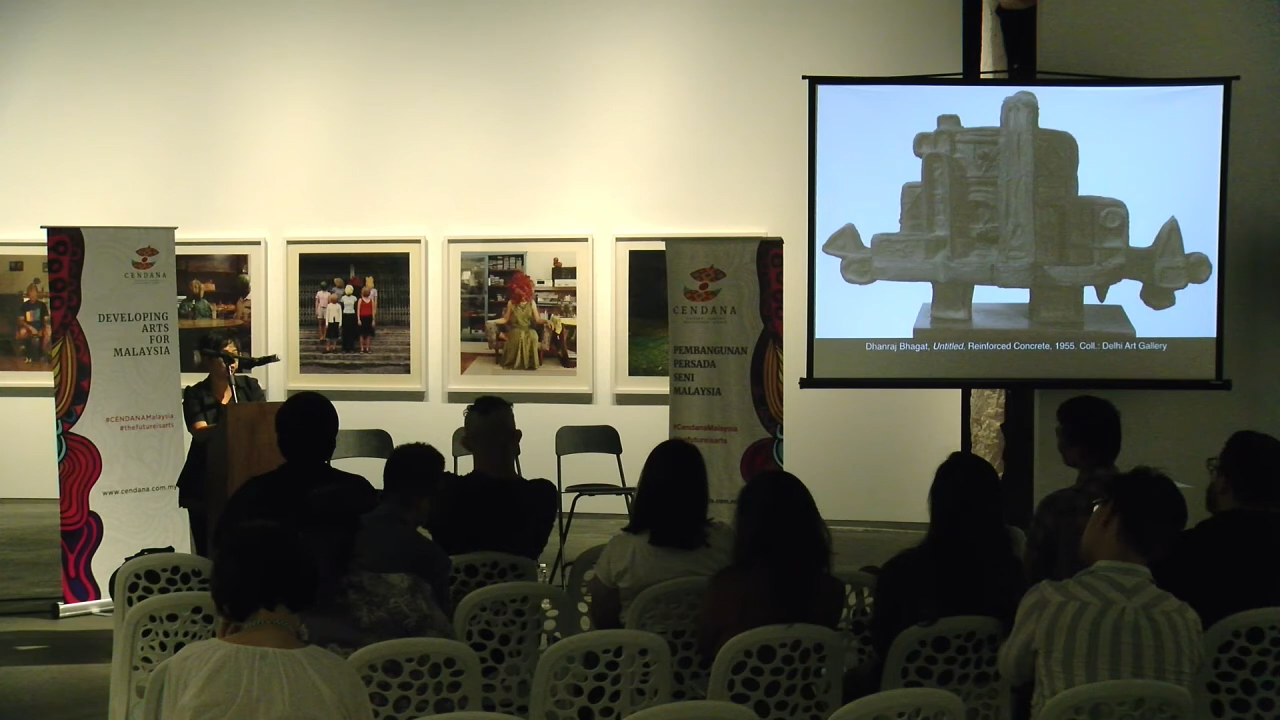 CENDANA
DEVELOPING
ARTS
FOR
MALAYSIA
#CENDANAMalaysia
#thefutureisarts
www.cendana.com.my
CENDANA
PEMBANGUNAN
PERSADA
SENI
MALAYSIA
#CendanaMalaysia
#thefutureisarts
Dhanraj Bhagat, Untitled, Reinforced Concrete, 1955. Coll.: Delhi Art Gallery